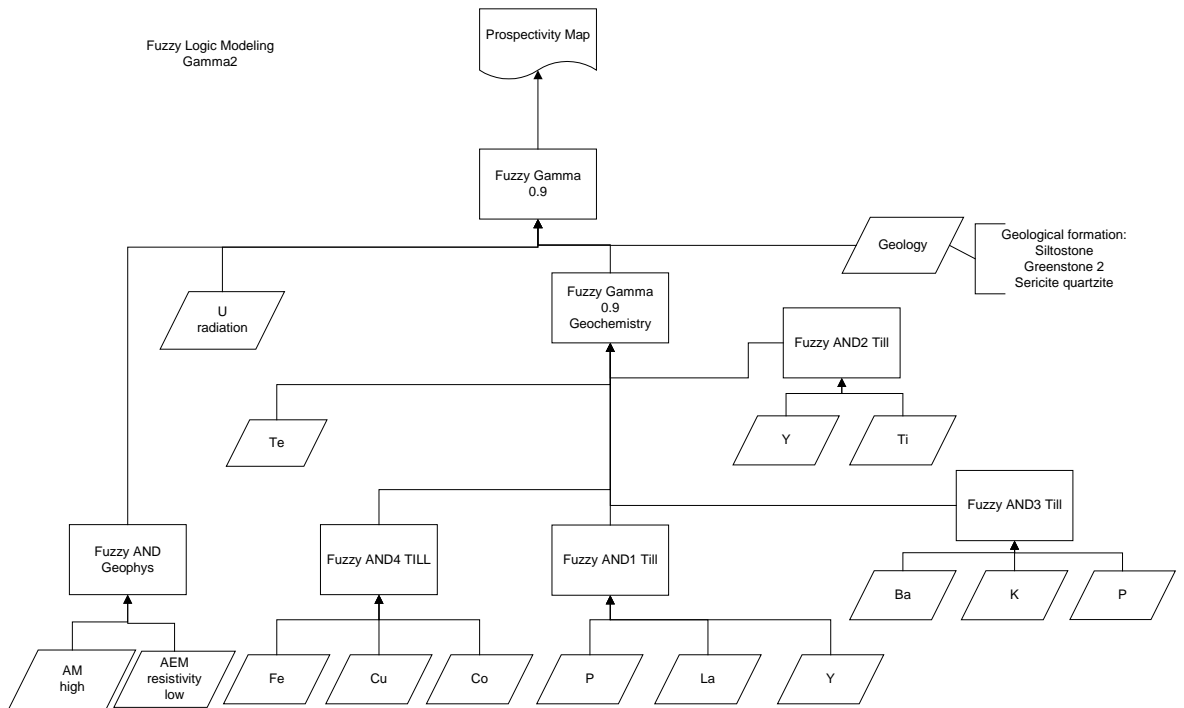 Fuzzy Logic Modeling
Gamma2
Prospectivity Map
Fuzzy Gamma
0.9
Geology
Geological formation:
Siltostone
Greenstone 2
Sericite quartzite
U
radiation
Fuzzy Gamma
0.9
Geochemistry
Fuzzy AND2 Till
Te
Y
Ti
Fuzzy AND3 Till
Fuzzy AND
Geophys
Fuzzy AND4 TILL
Fuzzy AND1 Till
Ba
K
P
AM
high
AEM
resistivity
low
Fe
Cu
Co
P
La
Y